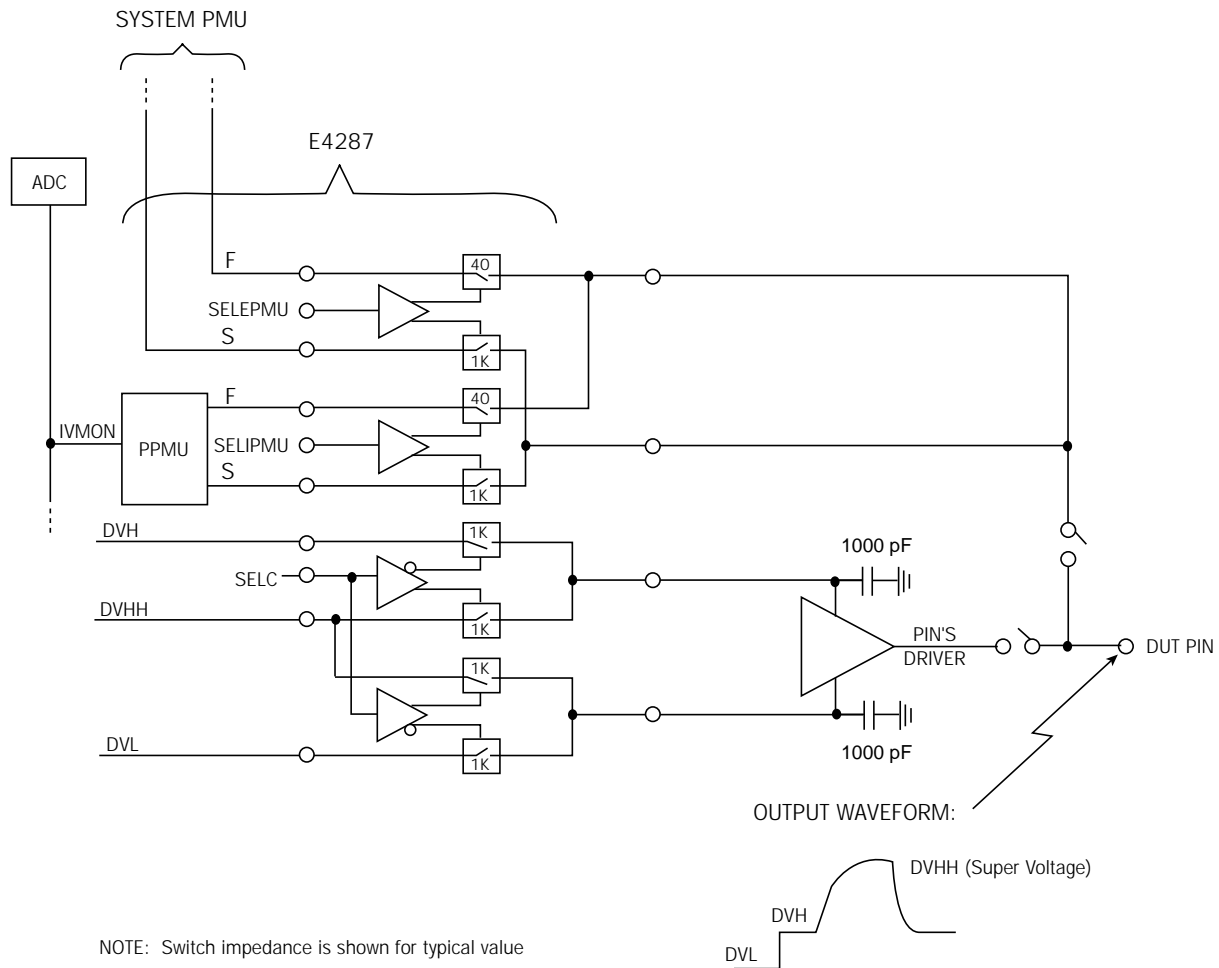 SYSTEM PMU
E4287
ADC
F
40
SELEPMU
S
1K
F
40
IVMON
PPMU
SELIPMU
S
1K
DVH
1K
1000 pF
SELC
DVHH
1K
PIN'S
DRIVER
DUT PIN
1K
DVL
1K
1000 pF
OUTPUT WAVEFORM:
DVHH (Super Voltage)
DVH
DVL
NOTE: Switch impedance is shown for typical value